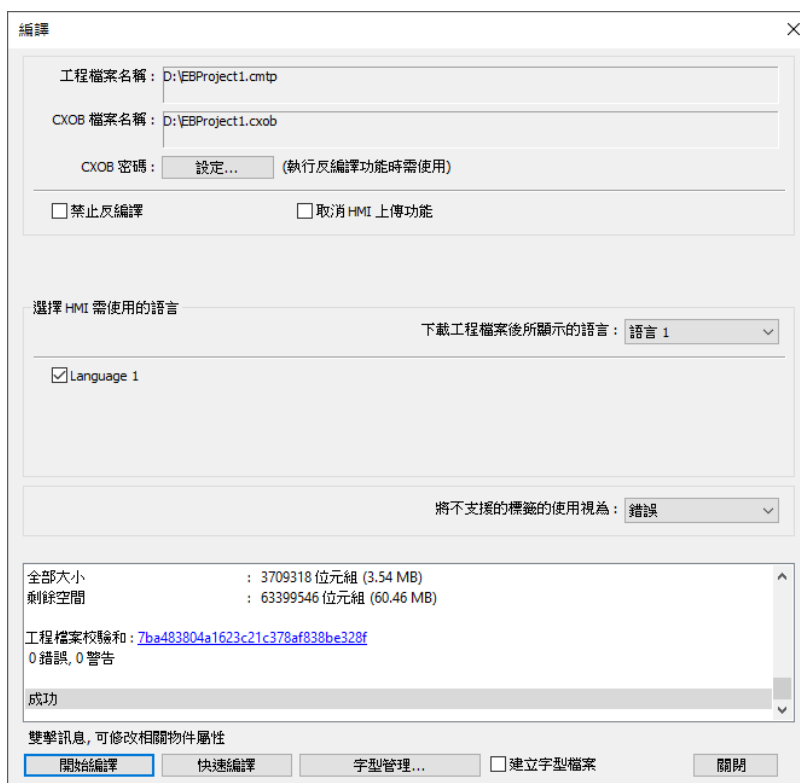 編譯
工程檔案名稱 : D:\EBProject1.cmtp
CXOB 檔案名稱 : D:\EBProject1.cxob
CXOB 密碼 : 設定... (執行反編譯功能時需使用)
禁止反編譯 取消 HMI 上傳功能
選擇 HMI 需使用的語言
下載工程檔案後所顯示的語言 : 語言 1
Language 1
將不支援的標籤的使用視為 : 錯誤
全部大小 : 3709318 位元組 (3.54 MB)
剩餘空間 : 63399546 位元組 (60.46 MB)
工程檔案校驗和 : 7ba483804a1623c21c378af838be328f
0 錯誤, 0 警告
成功
雙擊訊息, 可修改相關物件屬性
開始編譯 快速編譯 字型管理... 建立字型檔案 關閉